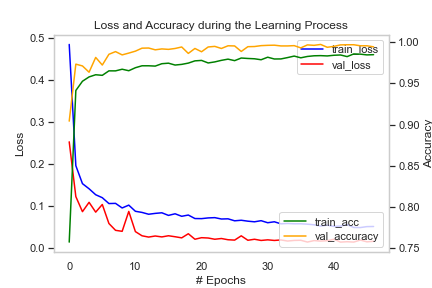 Loss and Accuracy during the Learning Process
0.5
0.4
0.3
0.2
0.1
0.0
Loss
1.00
0.95
0.90
0.85
0.80
0.75
Accuracy
train_loss
val_loss
train_acc
val_accuracy
0 10 20 30 40
# Epochs